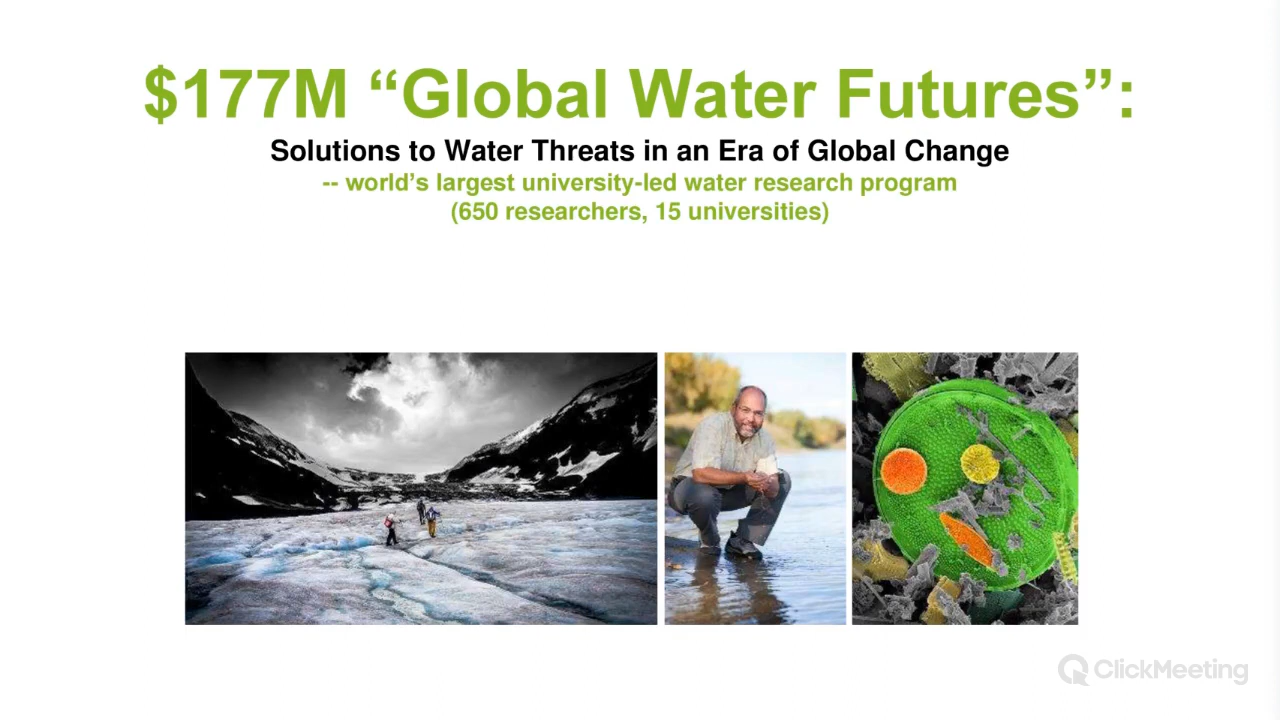 $177M “Global Water Futures”:
Solutions to Water Threats in an Era of Global Change
-- world’s largest university-led water research program
(650 researchers, 15 universities)
ClickMeeting